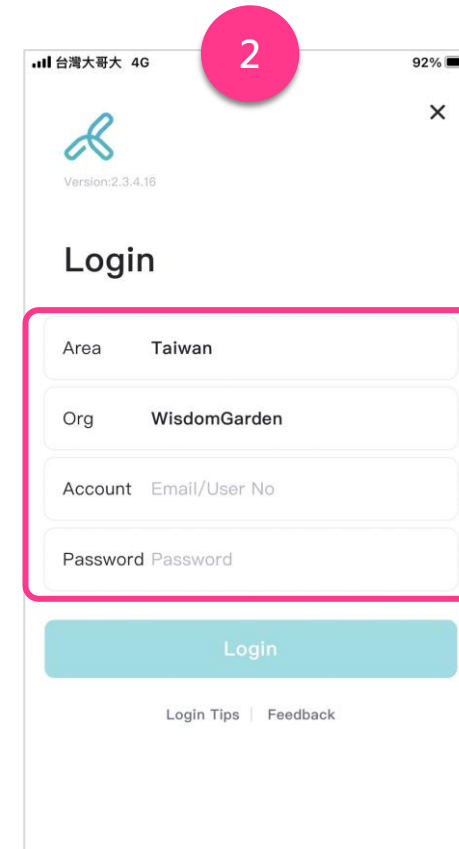 2
台灣大哥大 4G 92%
Version:2.3.4.16
Login
Area Taiwan
Org WisdomGarden
Account Email/User No
Password Password
Login
Login Tips | Feedback